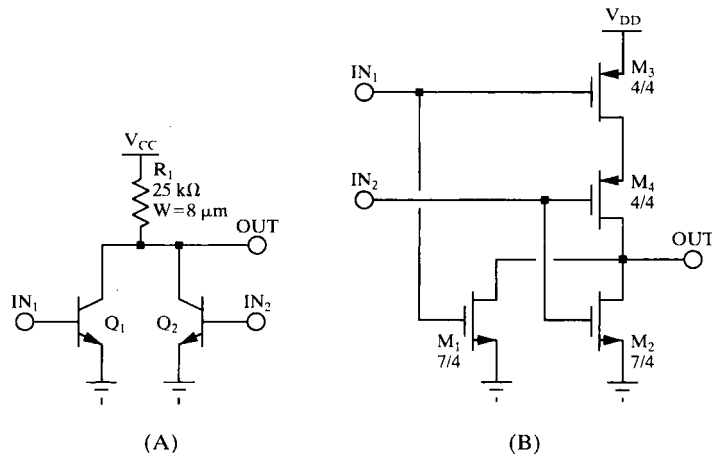 V_CC
R₁
25 kΩ
W=8 μm
OUT
IN₁
Q₁
Q₂
IN₂
(A)
V_DD
IN₁
M₃
4/4
IN₂
M₄
4/4
OUT
M₁
7/4
M₂
7/4
(B)